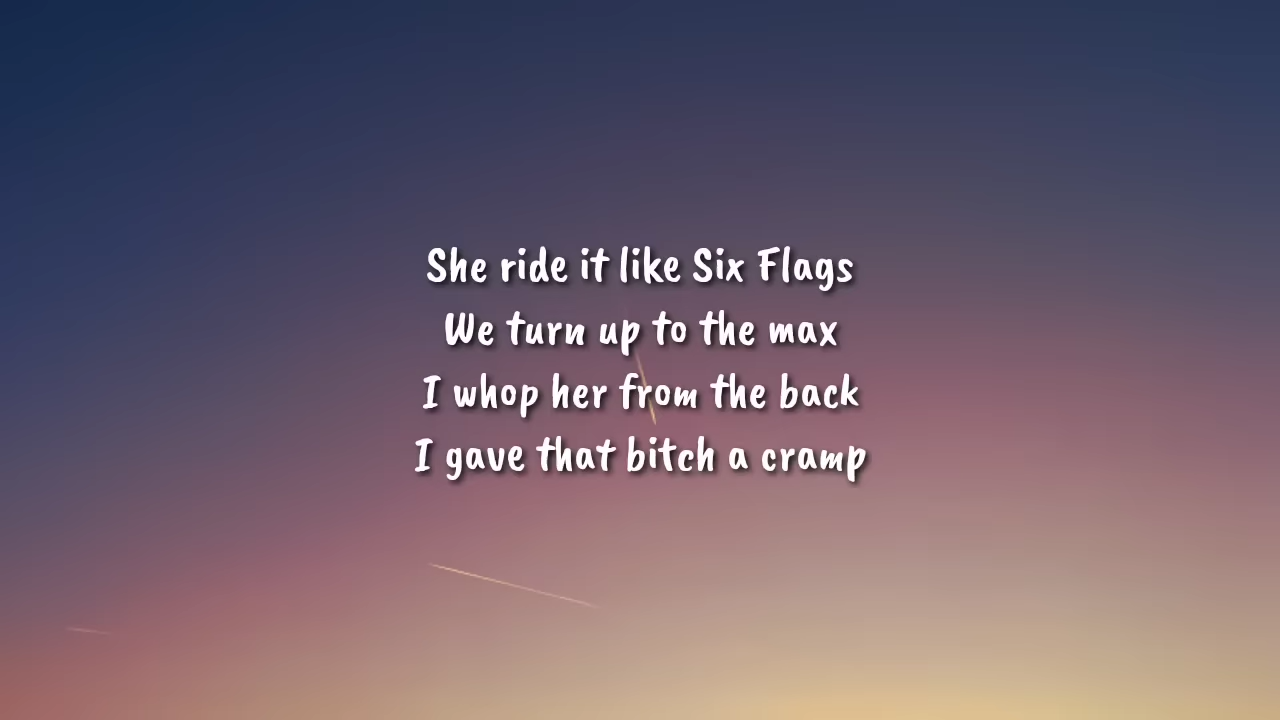 She ride it like Six Flags
We turn up to the max
I whop her from the back
I gave that bitch a cramp